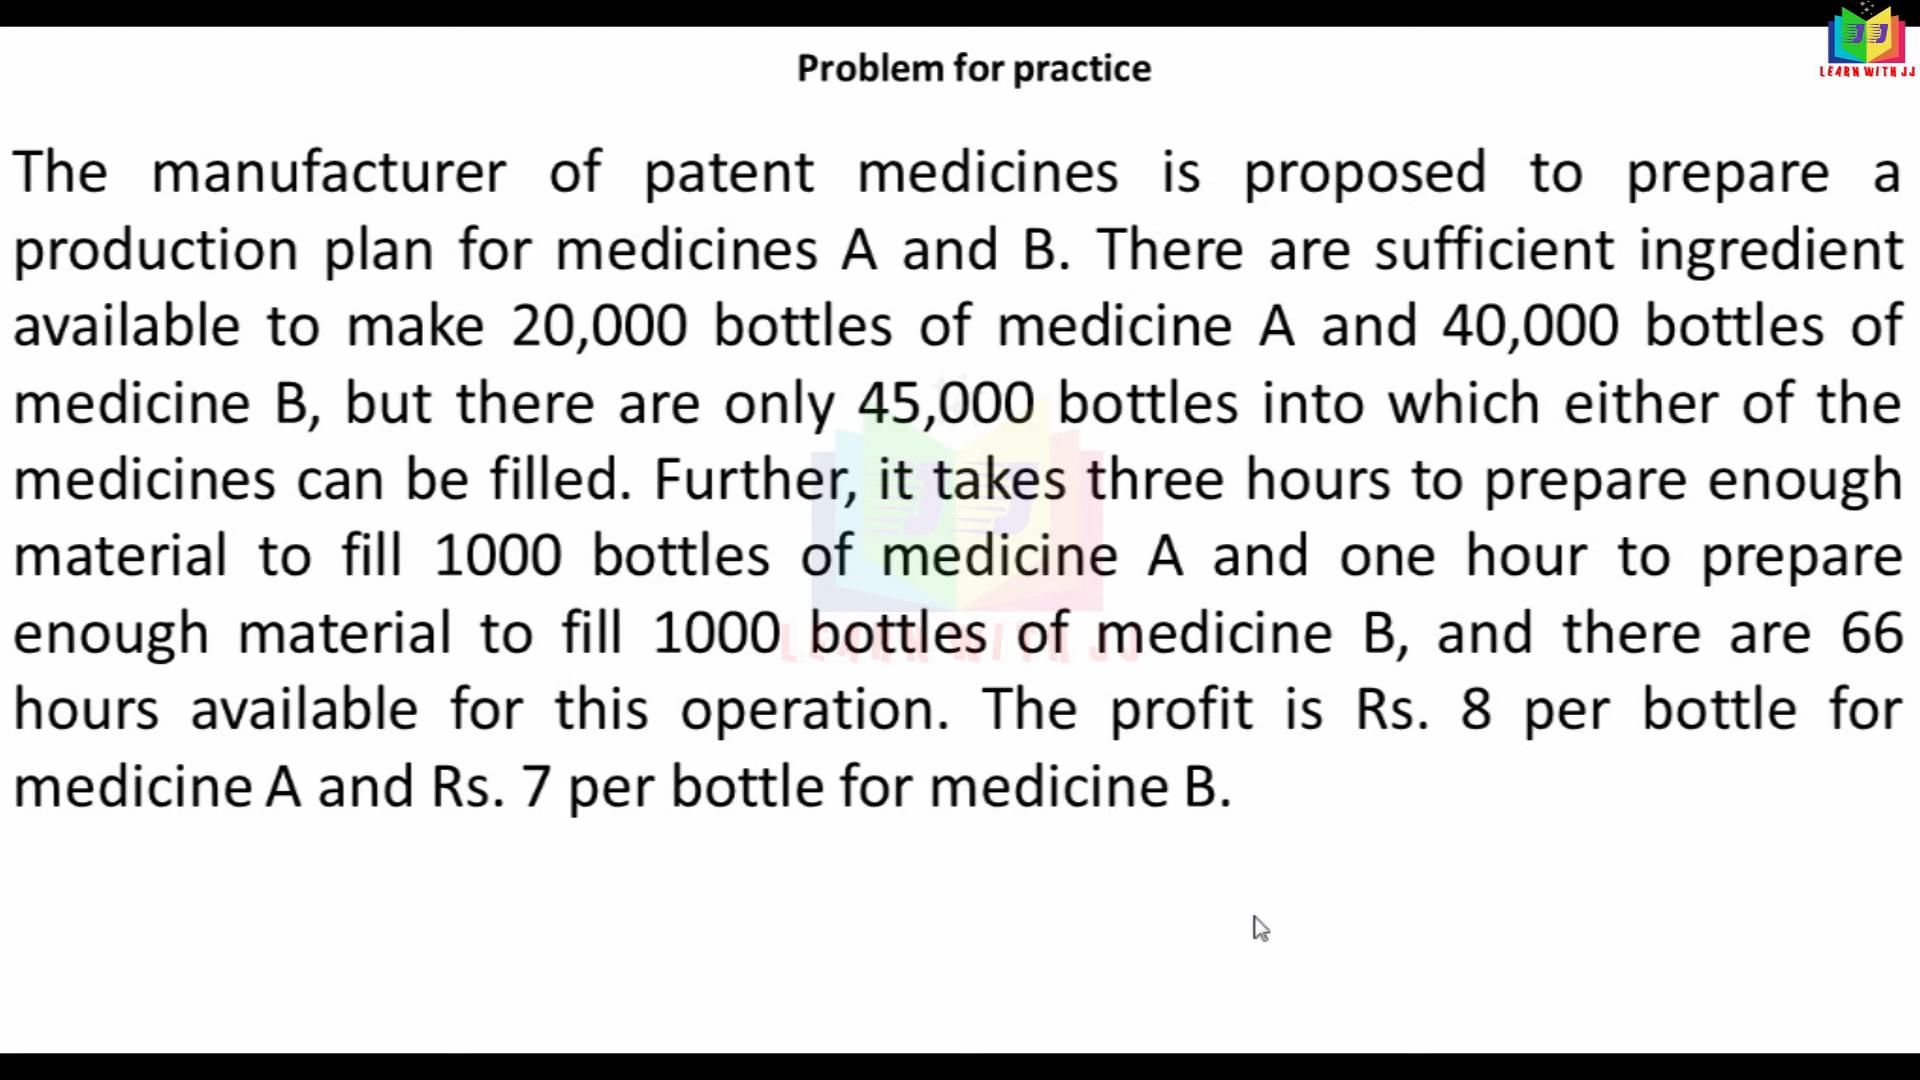 Problem for practice
LEARN WITH JJ
The manufacturer of patent medicines is proposed to prepare a
production plan for medicines A and B. There are sufficient ingredient
available to make 20,000 bottles of medicine A and 40,000 bottles of
medicine B, but there are only 45,000 bottles into which either of the
medicines can be filled. Further, it takes three hours to prepare enough
material to fill 1000 bottles of medicine A and one hour to prepare
enough material to fill 1000 bottles of medicine B, and there are 66
LEARN WITH JJ
hours available for this operation. The profit is Rs. 8 per bottle for
medicine A and Rs. 7 per bottle for medicine B.